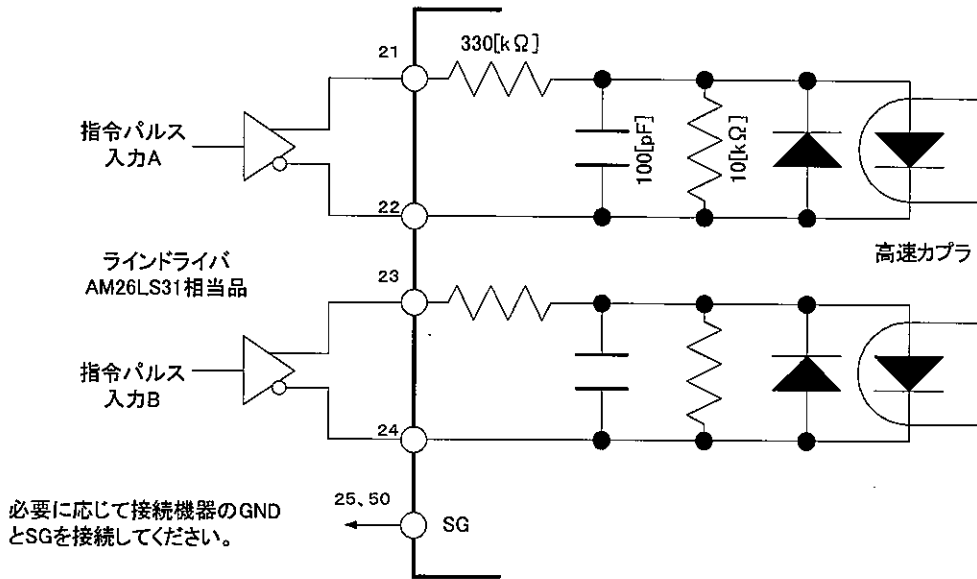 21
330[kΩ]
指令パルス
入力A
100[pF]
10[kΩ]
22
高速カプラ
ラインドライバ
AM26LS31相当品
23
指令パルス
入力B
24
25、50
SG
必要に応じて接続機器のGND
とSGを接続してください。